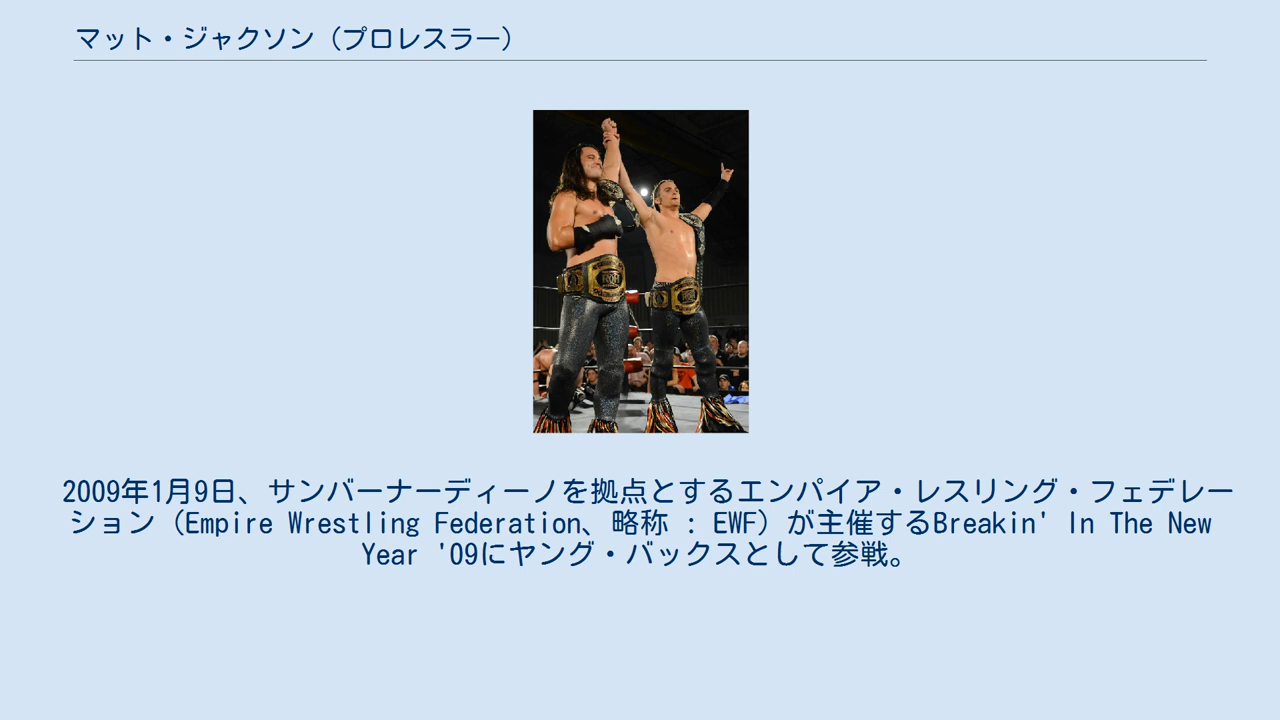 マット・ジャクソン（プロレスラー）
2009年1月9日、サンバーナーディーノを拠点とするエンパイア・レスリング・フェデレー
ション（Empire Wrestling Federation、略称 : EWF）が主催するBreakin' In The New
Year '09にヤング・バックスとして参戦。